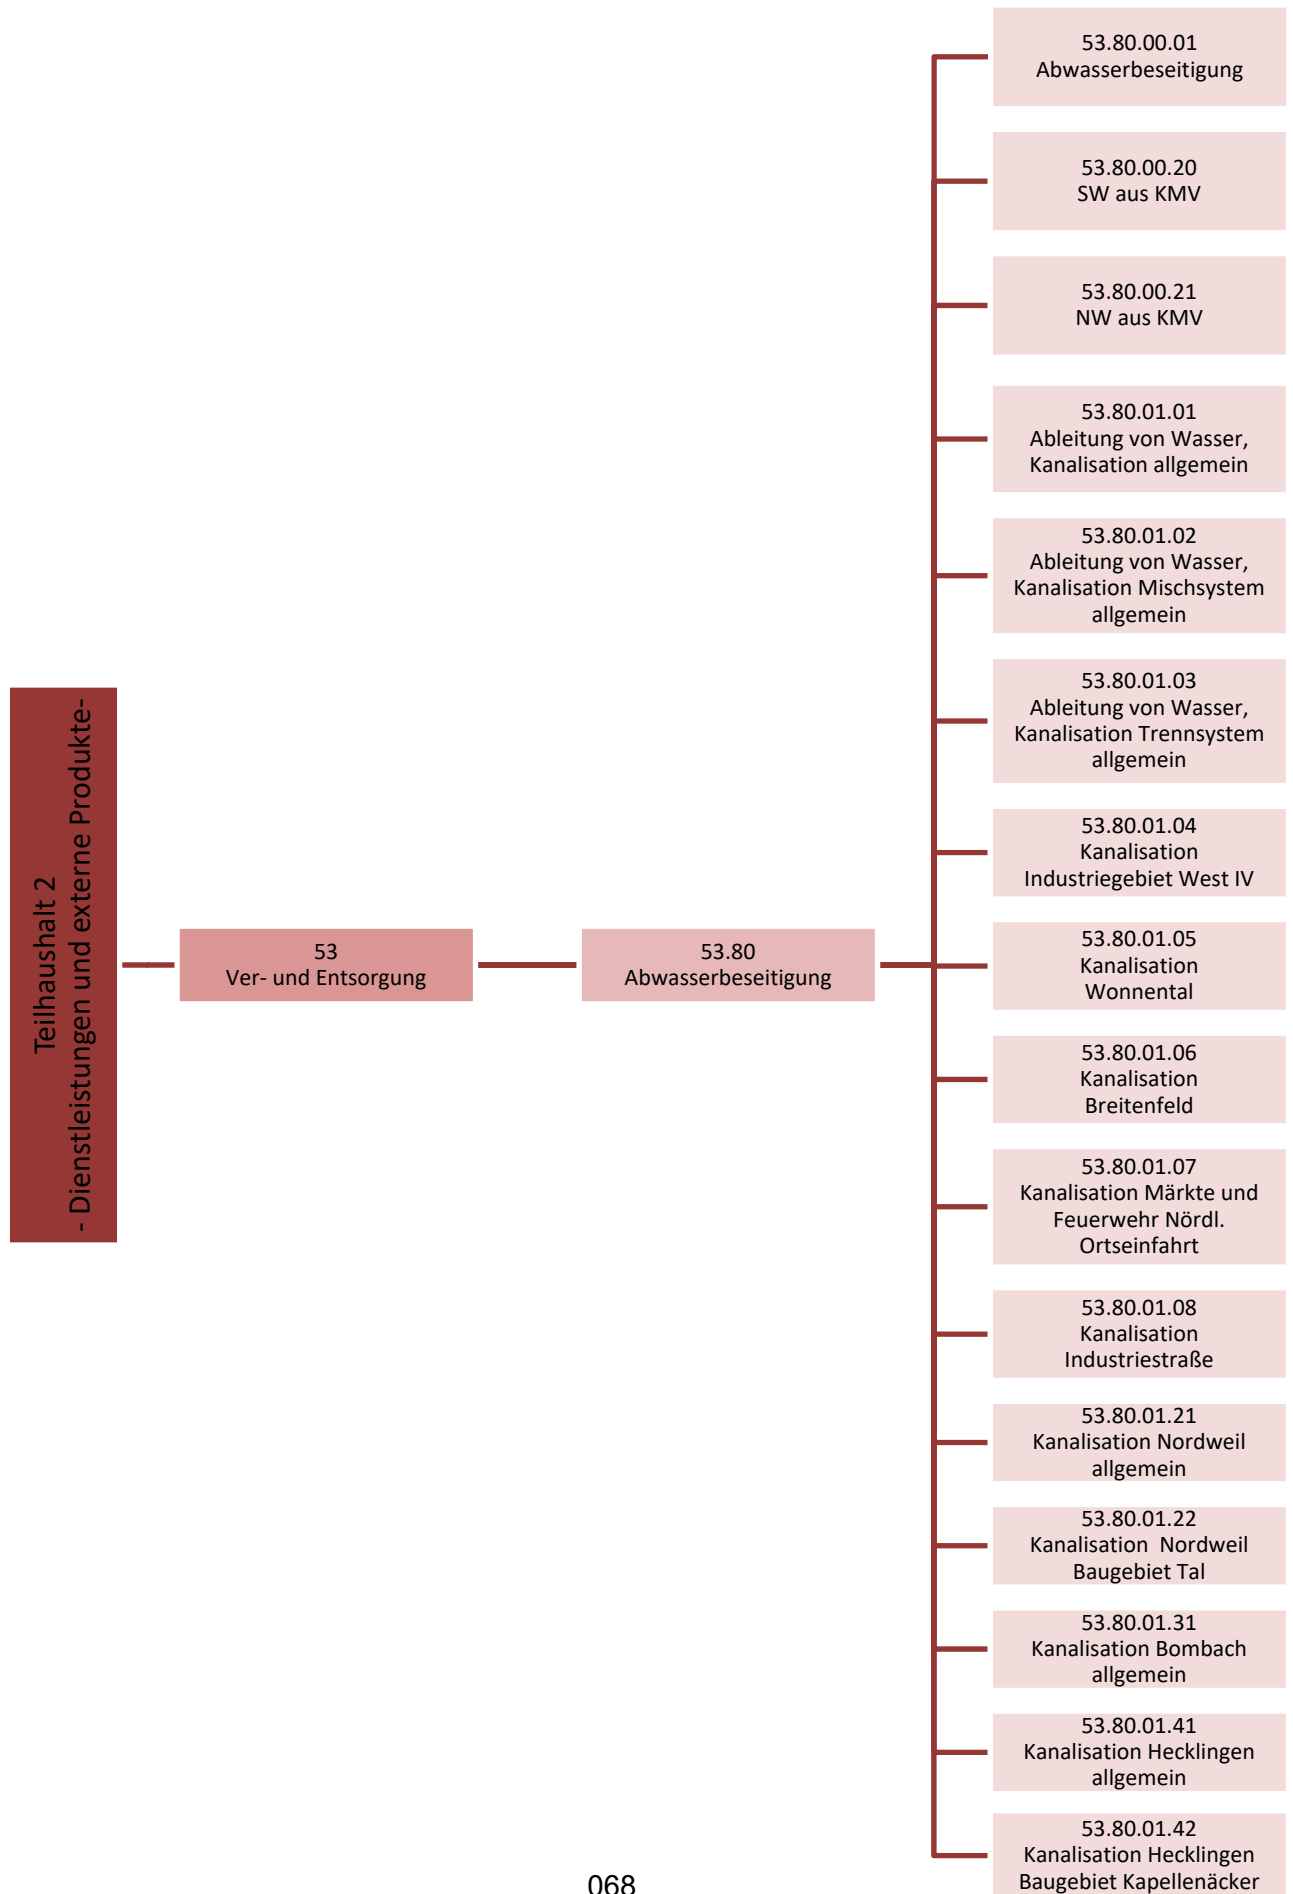 Teilhaushalt 2
- Dienstleistungen und externe Produkte-
53
Ver- und Entsorgung
53.80
Abwasserbeseitigung
53.80.00.01
Abwasserbeseitigung
53.80.00.20
SW aus KMV
53.80.00.21
NW aus KMV
53.80.01.01
Ableitung von Wasser,
Kanalisation allgemein
53.80.01.02
Ableitung von Wasser,
Kanalisation Mischsystem
allgemein
53.80.01.03
Ableitung von Wasser,
Kanalisation Trennsystem
allgemein
53.80.01.04
Kanalisation
Industriegebiet West IV
53.80.01.05
Kanalisation
Wonnental
53.80.01.06
Kanalisation
Breitenfeld
53.80.01.07
Kanalisation Märkte und
Feuerwehr Nördl.
Ortseinfahrt
53.80.01.08
Kanalisation
Industriestraße
53.80.01.21
Kanalisation Nordweil
allgemein
53.80.01.22
Kanalisation  Nordweil
Baugebiet Tal
53.80.01.31
Kanalisation Bombach
allgemein
53.80.01.41
Kanalisation Hecklingen
allgemein
53.80.01.42
Kanalisation Hecklingen
Baugebiet Kapellenäcker
068